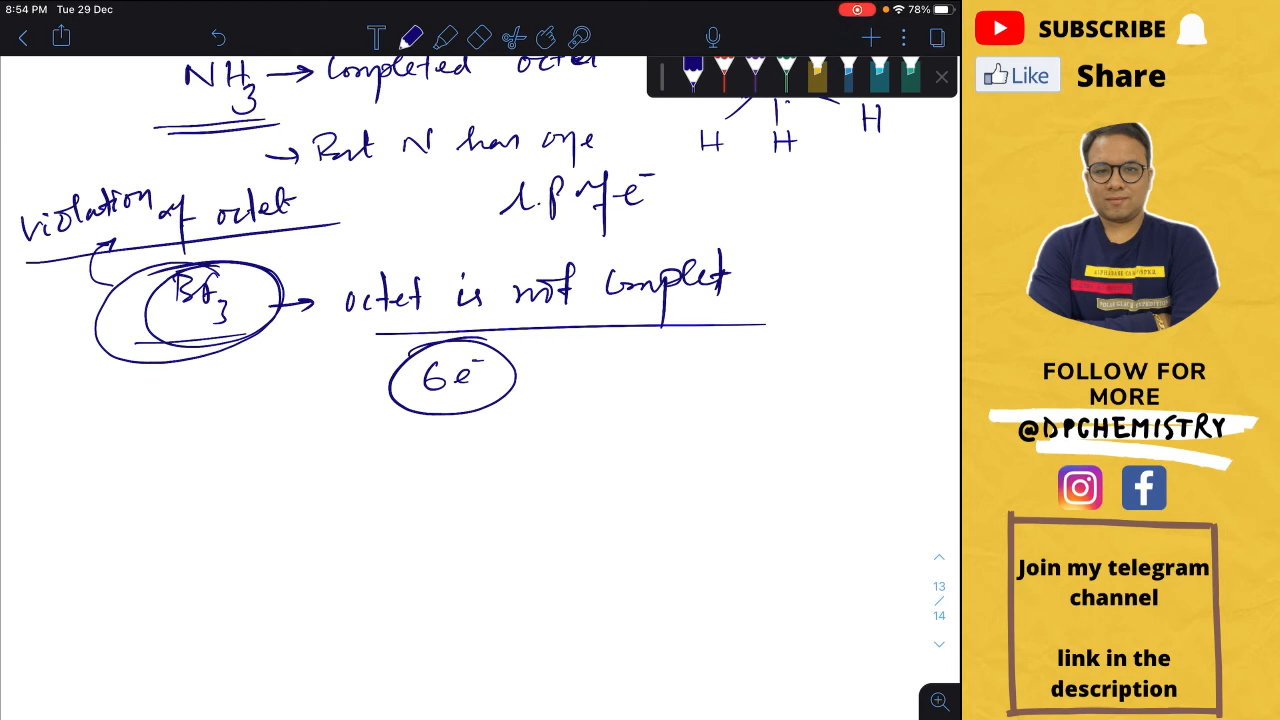 8:54 PM Tue 29 Dec
78%
NH3 → Completed octet
→ But N has one
l.p of e-
H H H
violation of octet
BF3 → octet is not complet
6e-
13
/
14
SUBSCRIBE
Like Share
FOLLOW FOR
MORE
@DPCHEMISTRY
Join my telegram
channel
link in the
description